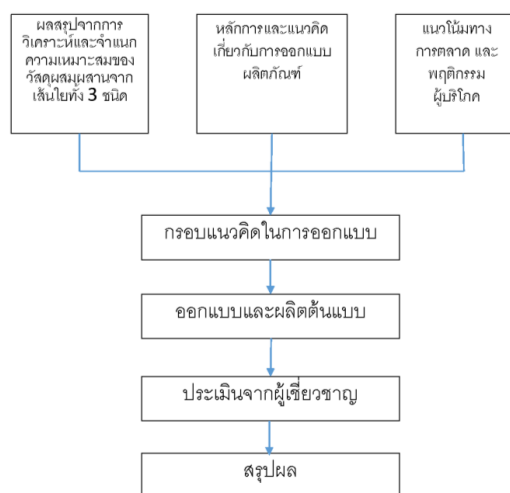 ผลสรุปจากการ
วิเคราะห์และจำแนก
ความเหมาะสมของ
วัสดุผสมผสานจาก
เส้นใยทั้ง 3 ชนิด
หลักการและแนวคิด
เกี่ยวกับการออกแบบ
ผลิตภัณฑ์
แนวโน้มทาง
การตลาด และ
พฤติกรรม
ผู้บริโภค
กรอบแนวคิดในการออกแบบ
ออกแบบและผลิตต้นแบบ
ประเมินจากผู้เชี่ยวชาญ
สรุปผล